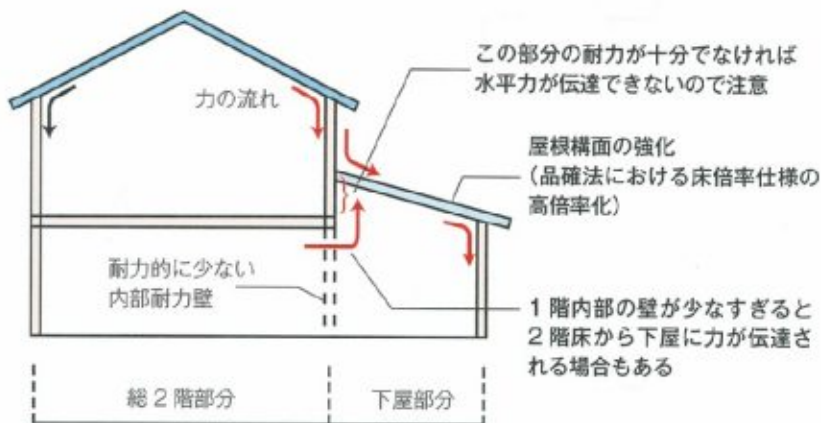 この部分の耐力が十分でなければ
水平力が伝達できないので注意
力の流れ
屋根構面の強化
（品確法における床倍率仕様の
高倍率化）
耐力的に少ない
内部耐力壁
1階内部の壁が少なすぎると
2階床から下屋に力が伝達さ
れる場合もある
総2階部分
下屋部分